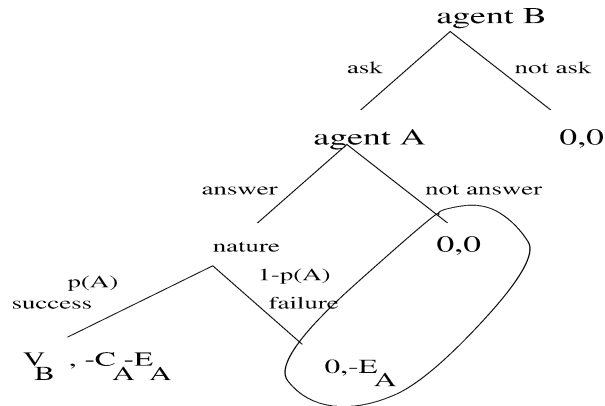 agent B
ask not ask
agent A 0,0
answer not answer
nature 0,0
p(A) 1-p(A)
success failure
V_B , -C_A-E_A 0,-E_A